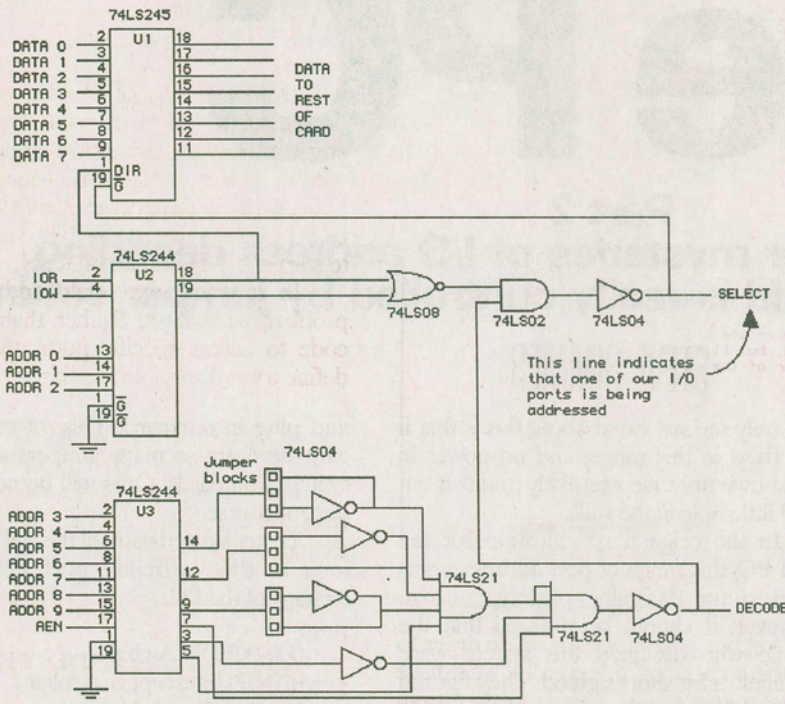 74LS245
U1
DATA 0 2 18
DATA 1 3 17
DATA 2 4 16
DATA 3 5 15
DATA 4 6 14
DATA 5 7 13
DATA 6 8 12
DATA 7 9 11
1 DIR
19 G
DATA
TO
REST
OF
CARD
74LS244
U2
IOR 2 18
IOW 4 19
ADDR 0 13
ADDR 1 14
ADDR 2 17
1 G
19 G
74LS08
74LS02
74LS04
SELECT
This line indicates
that one of our I/O
ports is being
addressed
74LS04
Jumper
blocks
74LS244
U3
ADDR 3 2
ADDR 4 4
ADDR 5 6 14
ADDR 6 8
ADDR 7 11 12
ADDR 8 13
ADDR 9 15 9
AEN 17 7
1 3
19 5
74LS21
74LS21
74LS04
DECODE